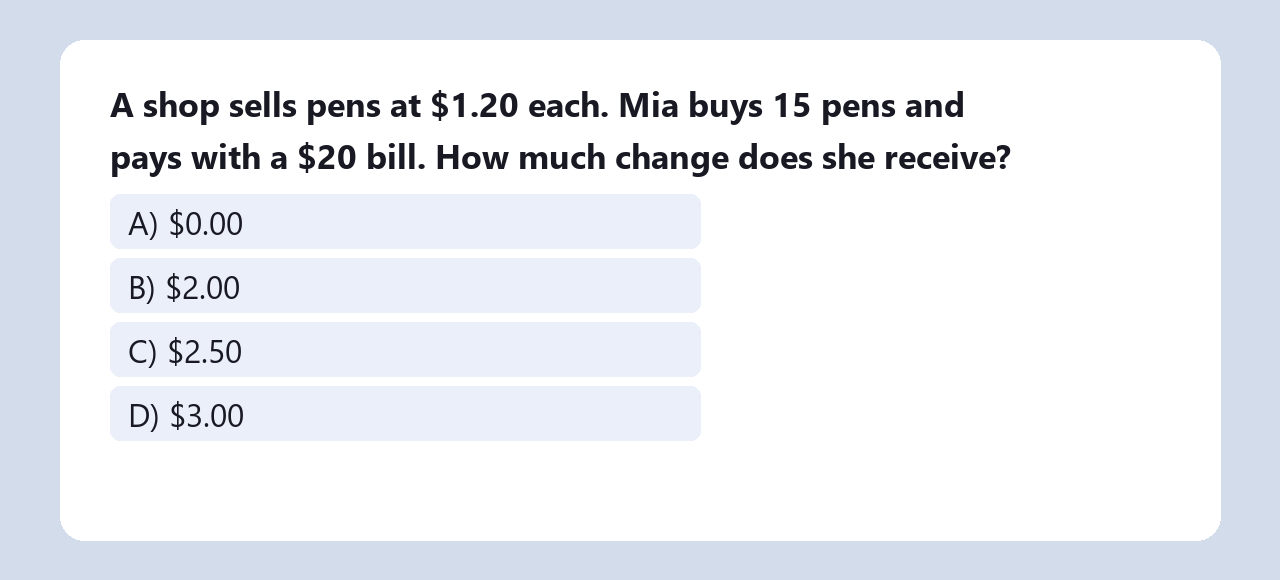 A shop sells pens at $1.20 each. Mia buys 15 pens and
pays with a $20 bill. How much change does she receive?
A) $0.00
B) $2.00
C) $2.50
D) $3.00